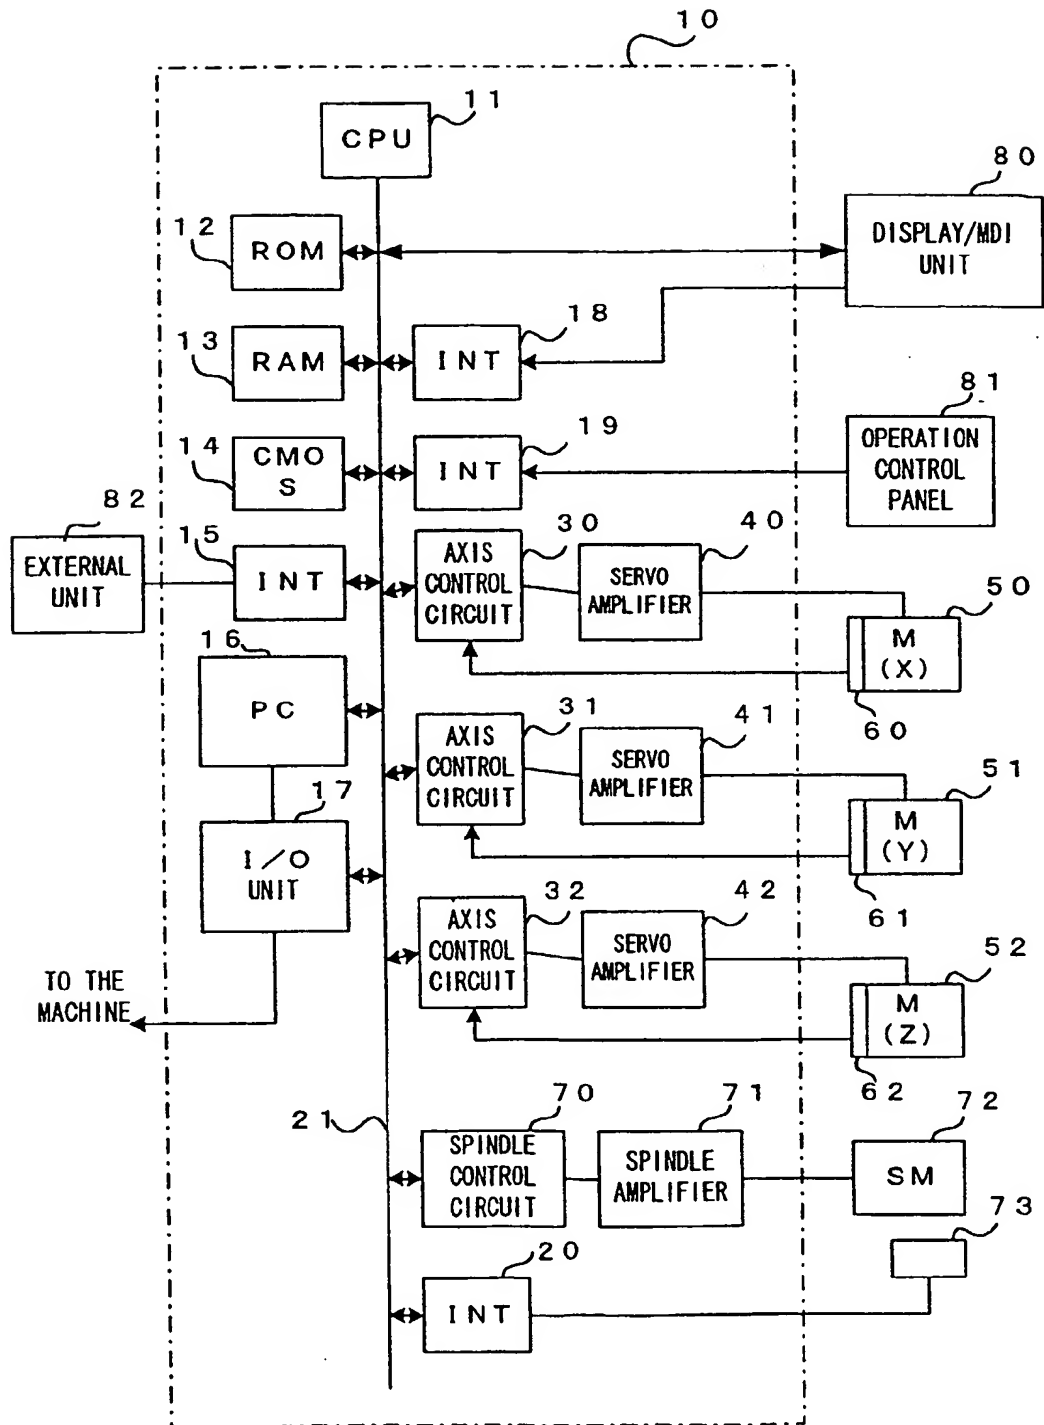 10
11
CPU
80
12
ROM
DISPLAY/MDI
UNIT
18
13
RAM
INT
81
19
14
CMO
S
INT
OPERATION
CONTROL
PANEL
82
15
30
40
EXTERNAL
UNIT
INT
AXIS
CONTROL
CIRCUIT
SERVO
AMPLIFIER
50
M
(X)
16
PC
60
31
41
AXIS
CONTROL
CIRCUIT
SERVO
AMPLIFIER
51
17
I/O
UNIT
M
(Y)
61
32
42
AXIS
CONTROL
CIRCUIT
SERVO
AMPLIFIER
52
TO THE
MACHINE
M
(Z)
62
70
71
72
21
SPINDLE
CONTROL
CIRCUIT
SPINDLE
AMPLIFIER
SM
73
20
INT